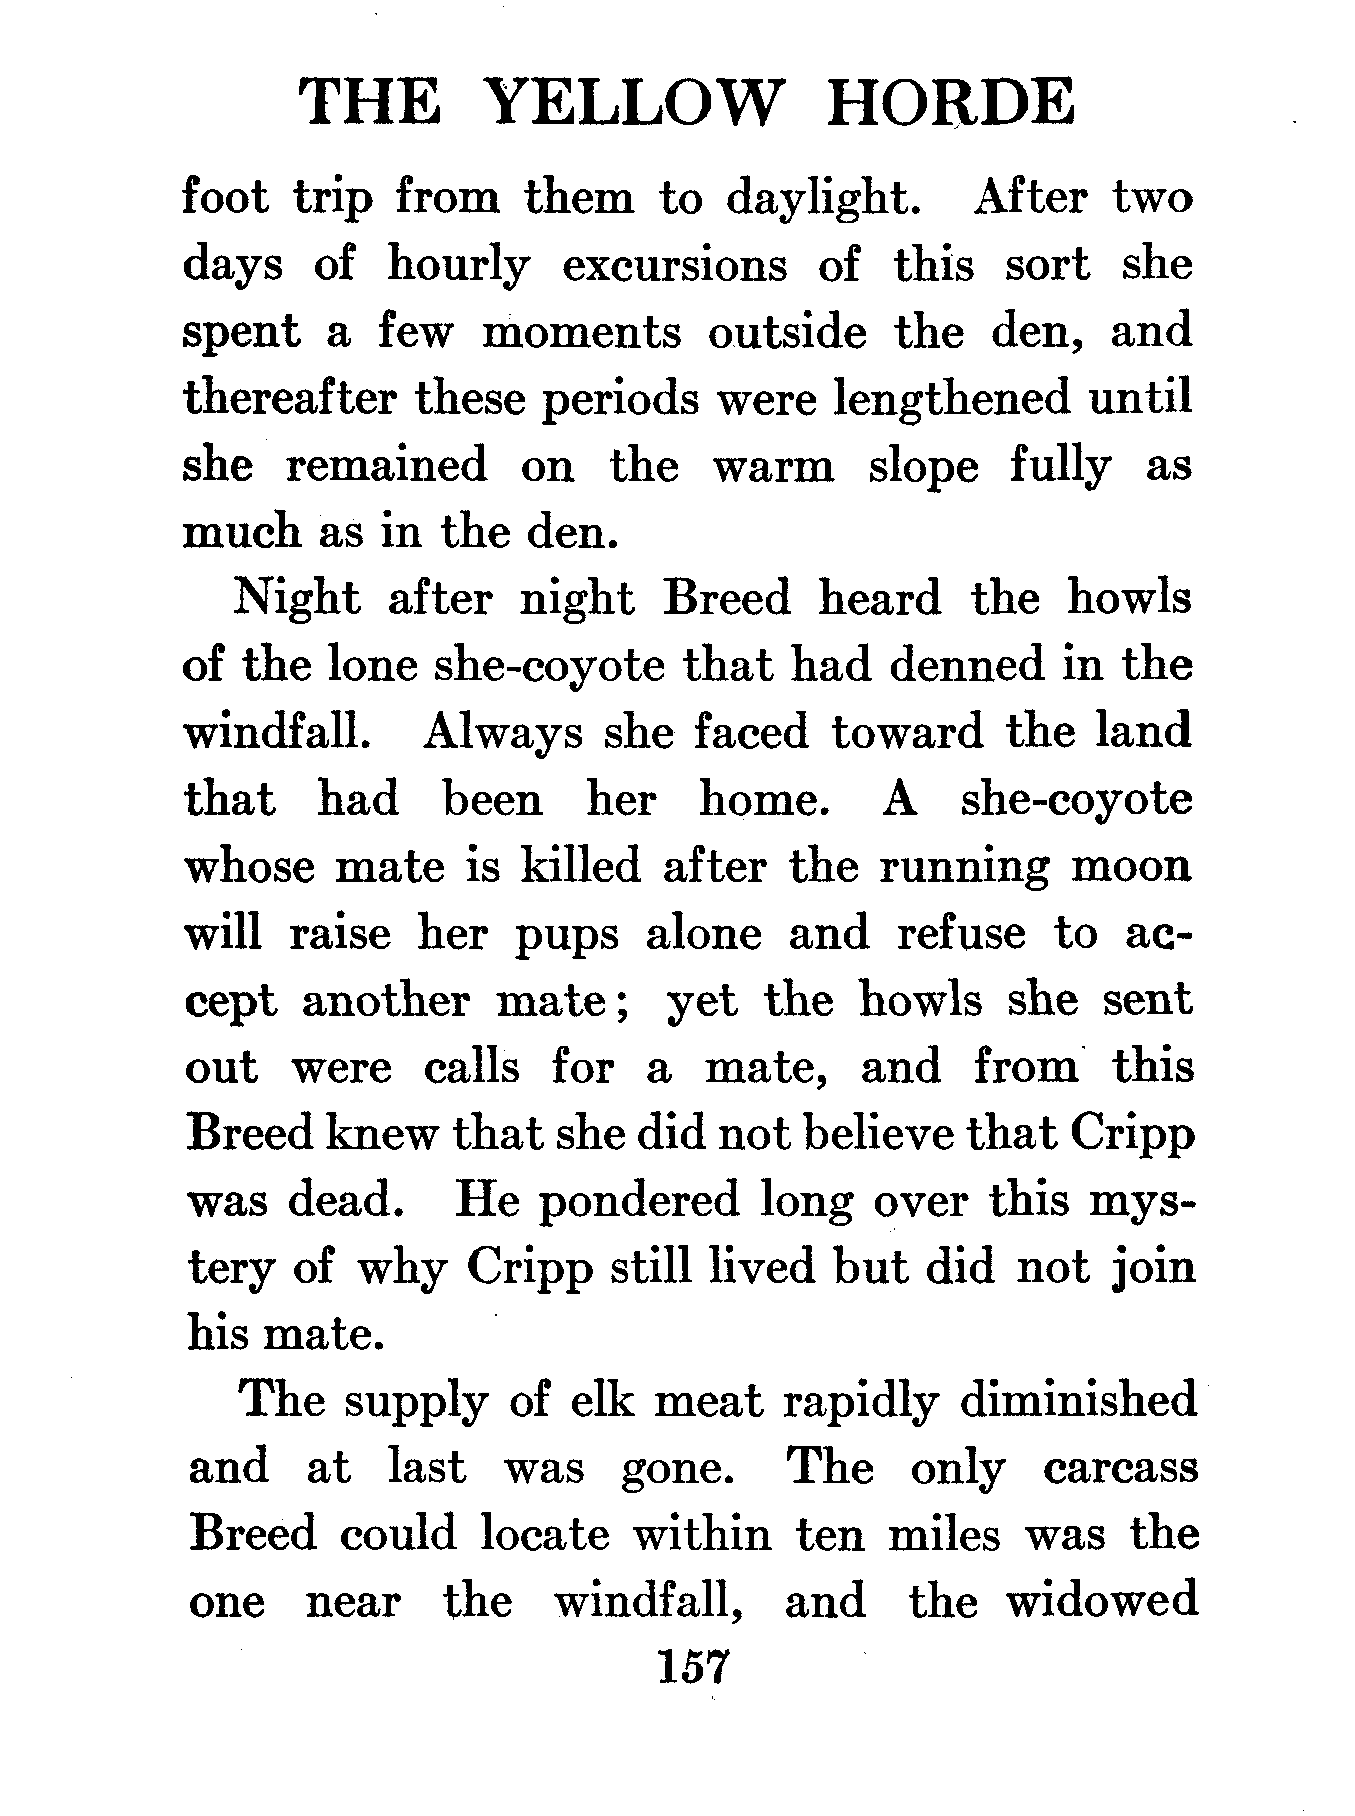 THE YELLOW HORDE
foot trip from them to daylight. After two
days of hourly excursions of this sort she
spent a few moments outside the den, and
thereafter these periods were lengthened until
she remained on the warm slope fully as
much as in the den.
Night after night Breed heard the howls
of the lone she-coyote that had denned in the
windfall. Always she faced toward the land
that had been her home. A she-coyote
whose mate is killed after the running moon
will raise her pups alone and refuse to ac-
cept another mate; yet the howls she sent
out were calls for a mate, and from this
Breed knew that she did not believe that Cripp
was dead. He pondered long over this mys-
tery of why Cripp still lived but did not join
his mate.
The supply of elk meat rapidly diminished
and at last was gone. The only carcass
Breed could locate within ten miles was the
one near the windfall, and the widowed
157